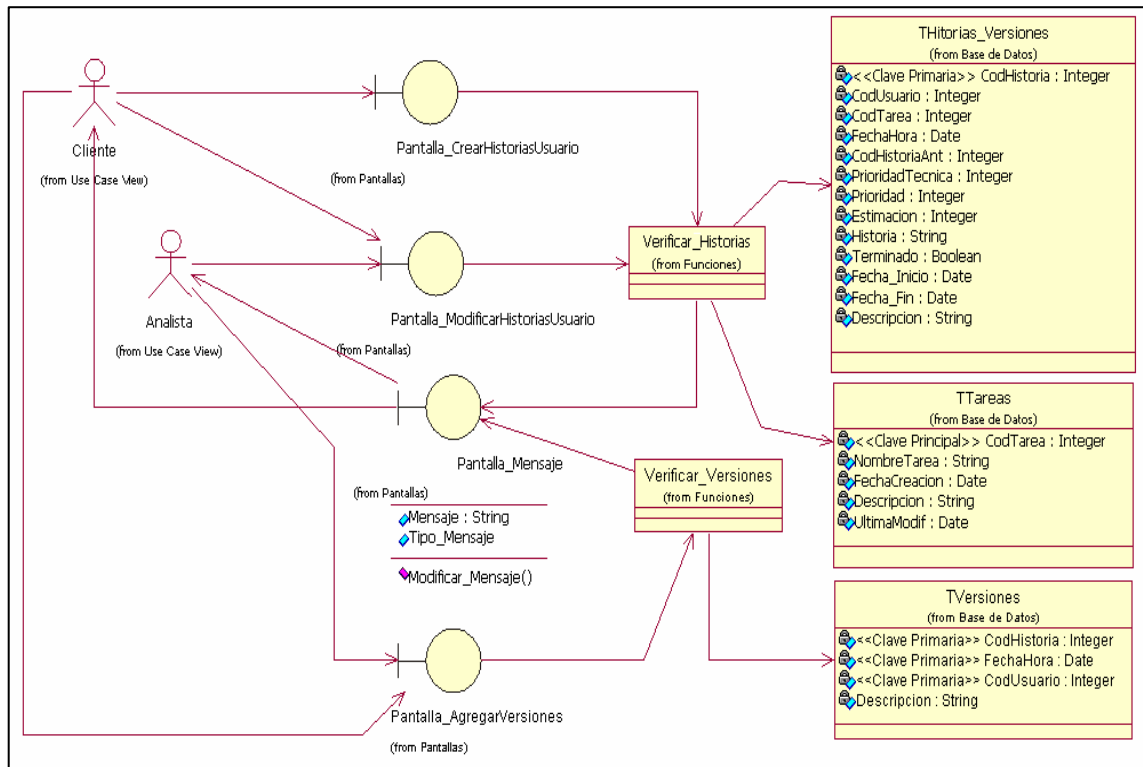 Cliente
(from Use Case View)
Pantalla_CrearHistoriasUsuario
(from Pantallas)
Analista
(from Use Case View)
Pantalla_ModificarHistoriasUsuario
(from Pantallas)
Pantalla_Mensaje
(from Pantallas)
Mensaje : String
Tipo_Mensaje
Modificar_Mensaje()
Pantalla_AgregarVersiones
(from Pantallas)
Verificar_Historias
(from Funciones)
Verificar_Versiones
(from Funciones)
THitorias_Versiones
(from Base de Datos)
<<Clave Primaria>> CodHistoria : Integer
CodUsuario : Integer
CodTarea : Integer
FechaHora : Date
CodHistoriaAnt : Integer
PrioridadTecnica : Integer
Prioridad : Integer
Estimacion : Integer
Historia : String
Terminado : Boolean
Fecha_Inicio : Date
Fecha_Fin : Date
Descripcion : String
TTareas
(from Base de Datos)
<<Clave Principal>> CodTarea : Integer
NombreTarea : String
FechaCreacion : Date
Descripcion : String
UltimaModif : Date
TVersiones
(from Base de Datos)
<<Clave Primaria>> CodHistoria : Integer
<<Clave Primaria>> FechaHora : Date
<<Clave Primaria>> CodUsuario : Integer
Descripcion : String